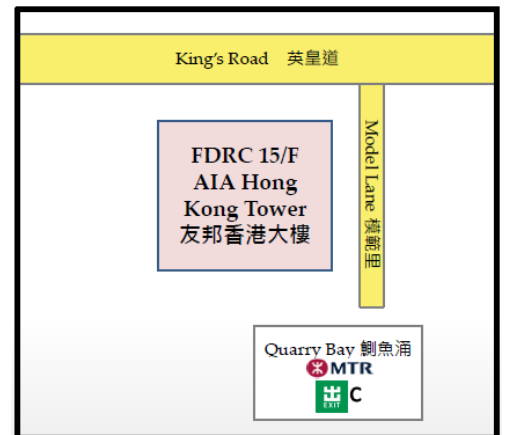 King's Road 英皇道
FDRC 15/F
AIA Hong
Kong Tower
友邦香港大樓
Model Lane 模範里
Quarry Bay 鰂魚涌
MTR
出 C
EXIT